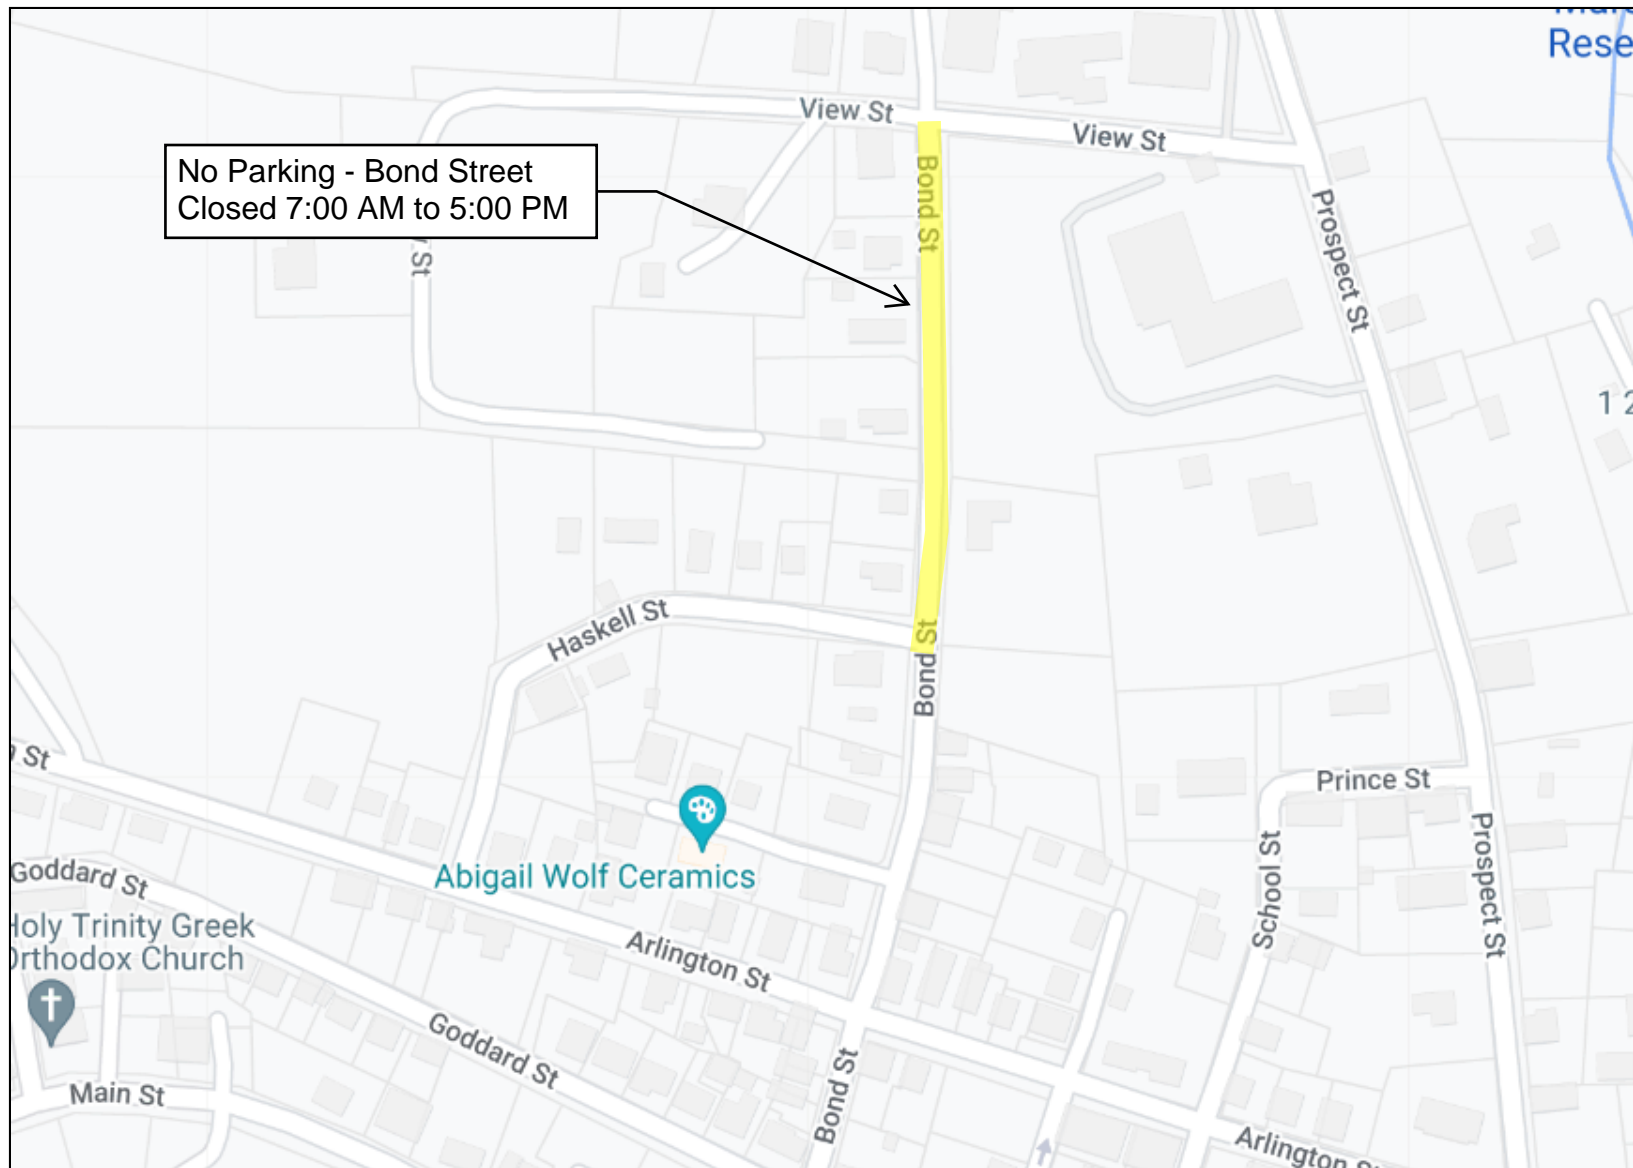 Rese
View St
View St
No Parking - Bond Street
Closed 7:00 AM to 5:00 PM
Bond St
St
Prospect St
1 2
Haskell St
Bond St
St
Prince St
Abigail Wolf Ceramics
Goddard St
School St
Prospect St
Holy Trinity Greek
Orthodox Church
Arlington St
Goddard St
Bond St
Main St
Arlington St